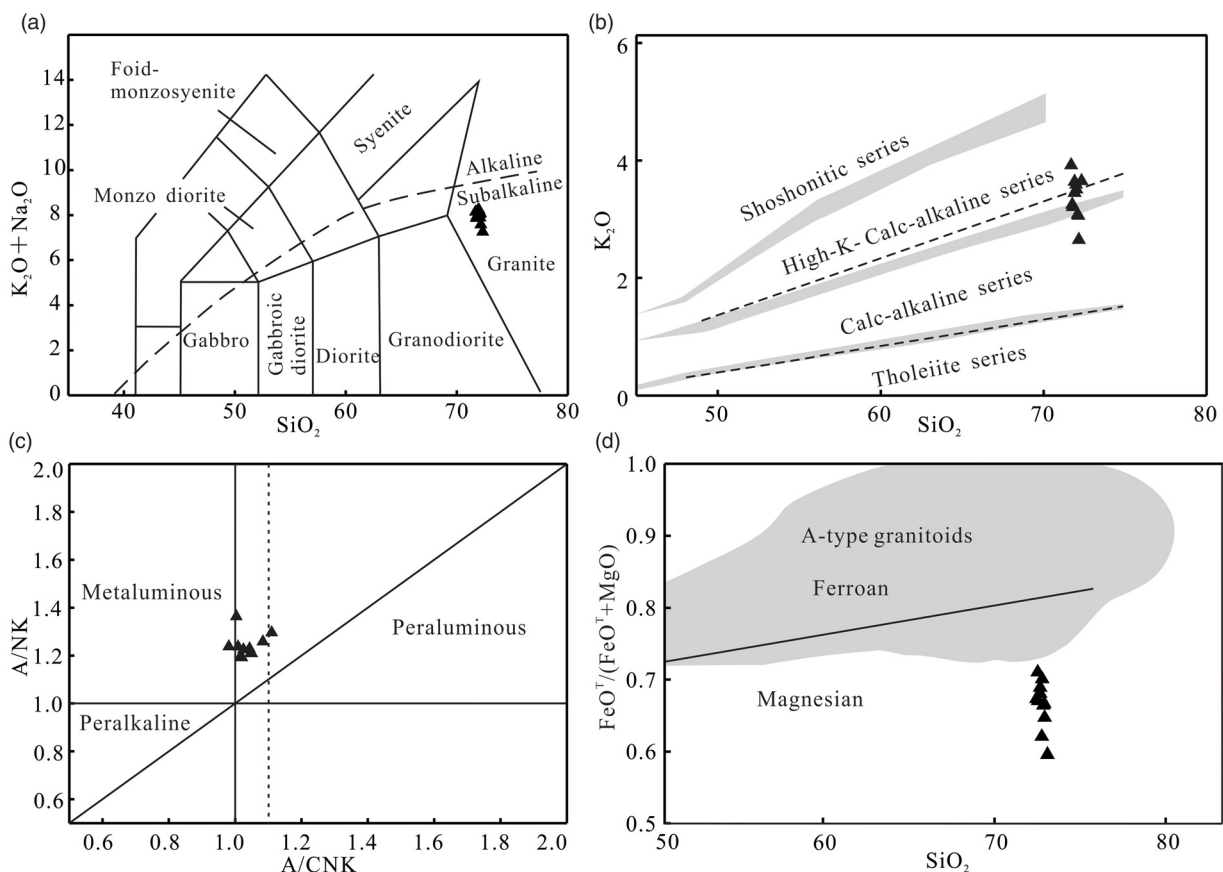 (a)
K₂O+Na₂O
14
12
10
8
6
4
2
0
Foid-
monzosyenite
Monzo diorite
Syenite
Alkaline
Subalkaline
Granite
Gabbro
Gabbroic
diorite
Diorite
Granodiorite
40
50
60
70
80
SiO₂
(b)
K₂O
6
4
2
0
Shoshonitic series
High-K- Calc-alkaline series
Calc-alkaline series
Tholeiite series
50
60
70
80
SiO₂
(c)
A/NK
2.0
1.8
1.6
1.4
1.2
1.0
0.8
0.6
Metaluminous
Peraluminous
Peralkaline
0.6
0.8
1.0
1.2
1.4
1.6
1.8
2.0
A/CNK
(d)
FeOᵀ/(FeOᵀ+MgO)
1.0
0.9
0.8
0.7
0.6
0.5
A-type granitoids
Ferroan
Magnesian
50
60
70
80
SiO₂